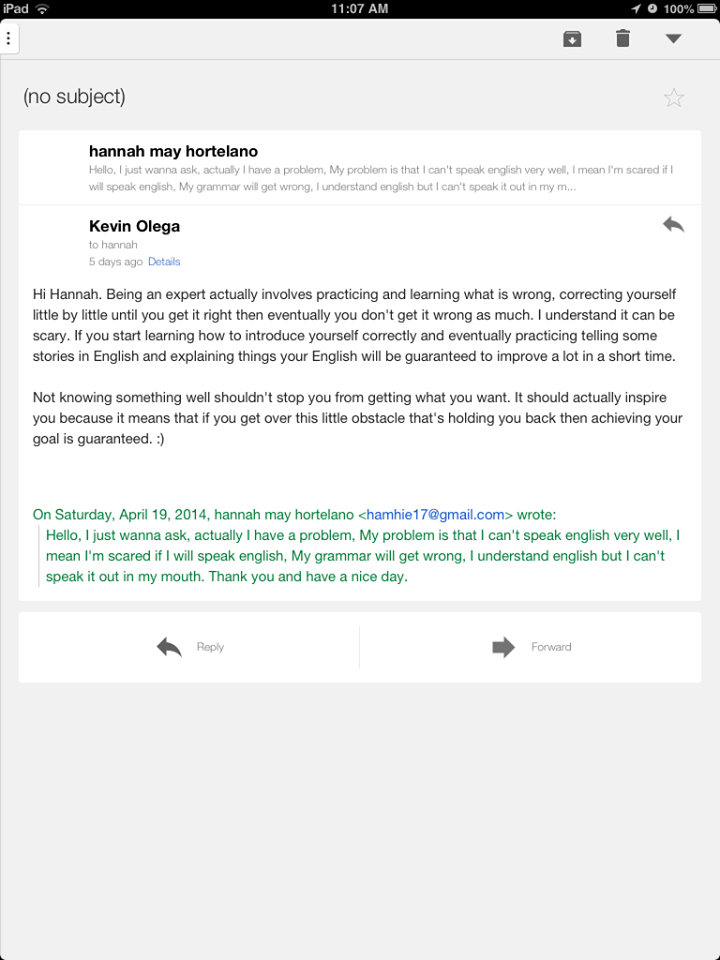 iPad 11:07 AM 100%
(no subject)
hannah may hortelano
Hello, I just wanna ask, actually I have a problem, My problem is that I can't speak english very well, I mean I'm scared if I
will speak english, My grammar will get wrong, I understand english but I can't speak it out in my m...
Kevin Olega
to hannah
5 days ago Details
Hi Hannah. Being an expert actually involves practicing and learning what is wrong, correcting yourself
little by little until you get it right then eventually you don't get it wrong as much. I understand it can be
scary. If you start learning how to introduce yourself correctly and eventually practicing telling some
stories in English and explaining things your English will be guaranteed to improve a lot in a short time.
Not knowing something well shouldn't stop you from getting what you want. It should actually inspire
you because it means that if you get over this little obstacle that's holding you back then achieving your
goal is guaranteed. :)
On Saturday, April 19, 2014, hannah may hortelano <hamhie17@gmail.com> wrote:
Hello, I just wanna ask, actually I have a problem, My problem is that I can't speak english very well, I
mean I'm scared if I will speak english, My grammar will get wrong, I understand english but I can't
speak it out in my mouth. Thank you and have a nice day.
Reply Forward